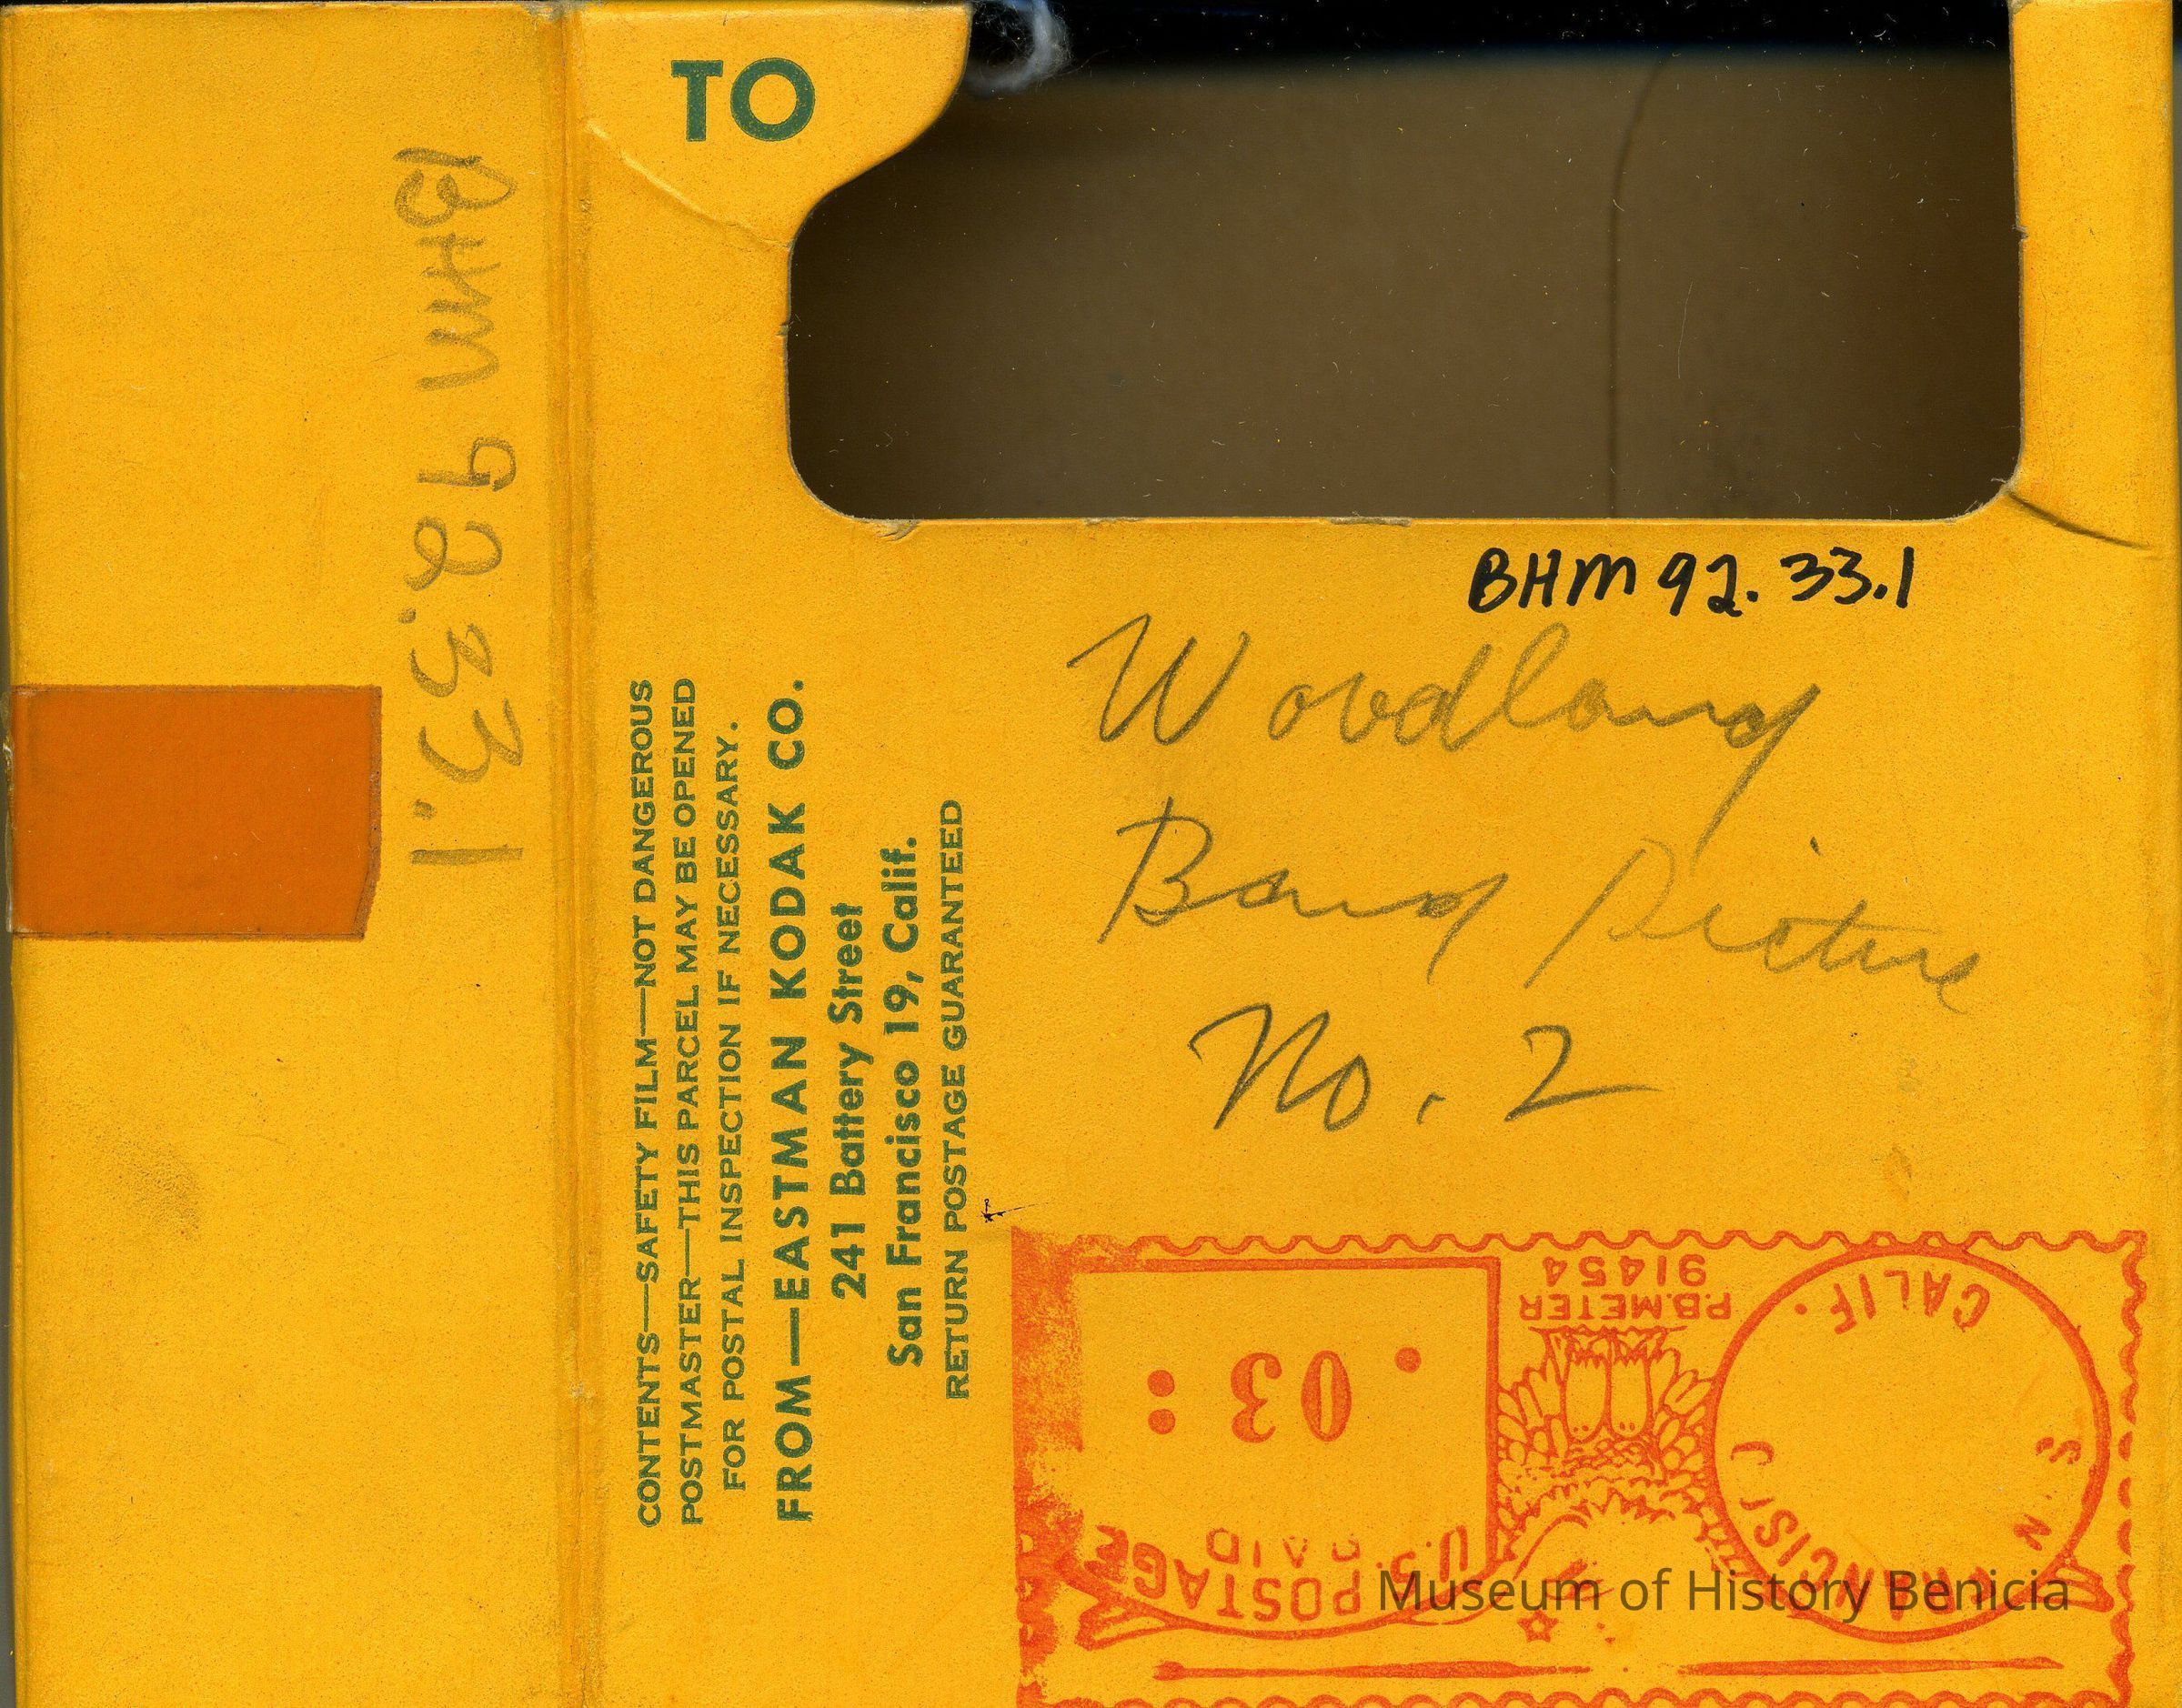 TO
BHM 92.33.1
BHM 92.33.1
Woodland
Band Picture
No. 2
CONTENTS—SAFETY FILM—NOT DANGEROUS
POSTMASTER—THIS PARCEL MAY BE OPENED
FOR POSTAL INSPECTION IF NECESSARY.
FROM—EASTMAN KODAK CO.
241 Battery Street
San Francisco 19, Calif.
RETURN POSTAGE GUARANTEED
P.B. METER
91454
CALIF.
.03
U.S. POSTAGE
PAID
Museum of History Benicia